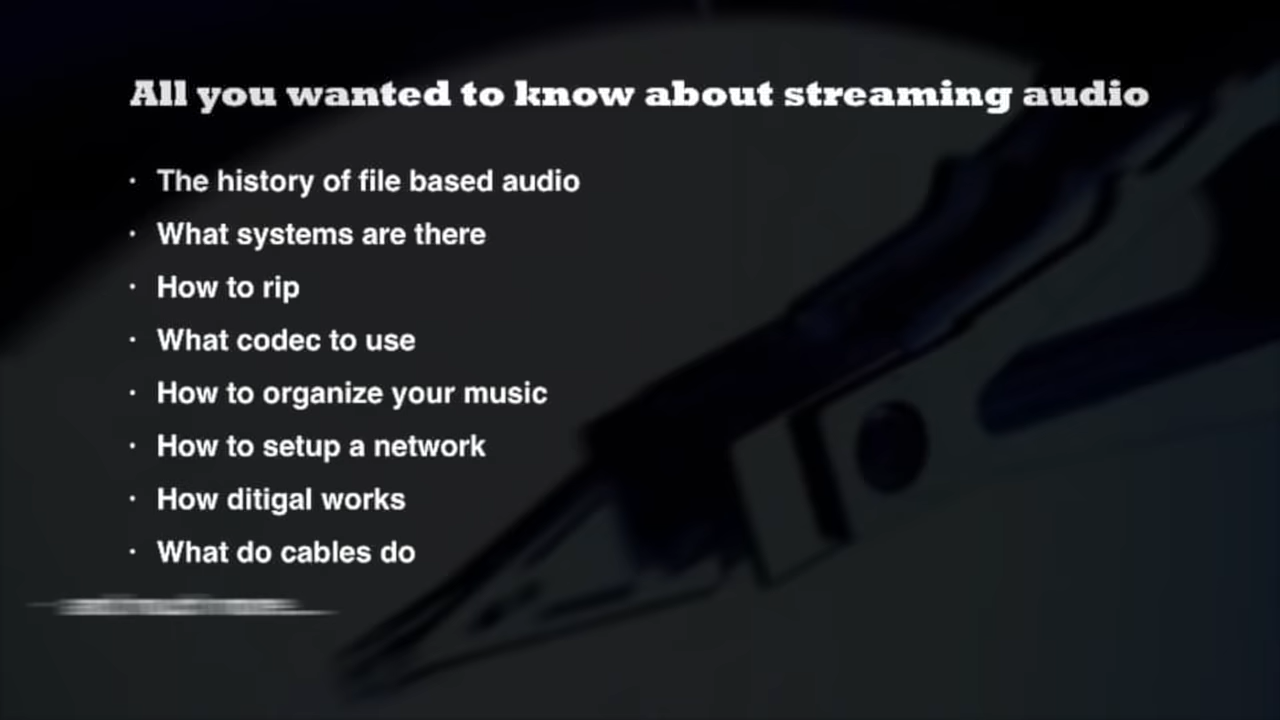 All you wanted to know about streaming audio
· The history of file based audio
· What systems are there
· How to rip
· What codec to use
· How to organize your music
· How to setup a network
· How ditigal works
· What do cables do